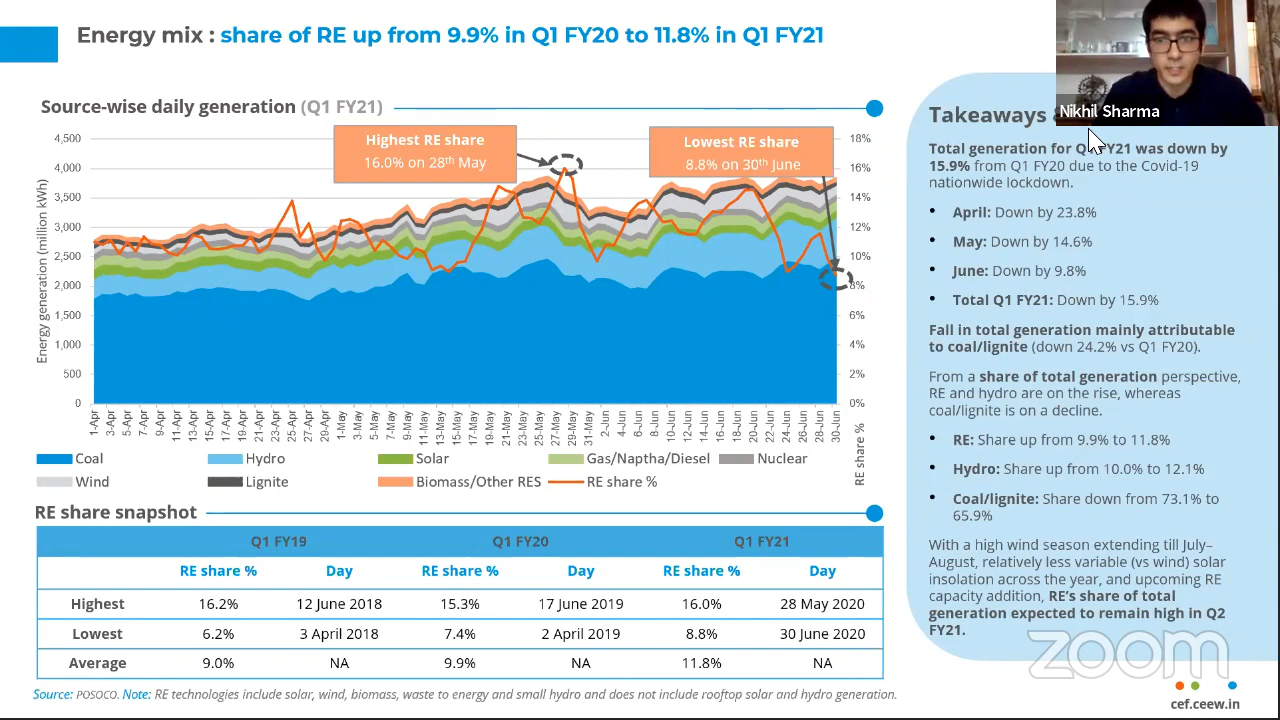 Energy mix : share of RE up from 9.9% in Q1 FY20 to 11.8% in Q1 FY21
Nikhil Sharma
Source-wise daily generation (Q1 FY21)
Highest RE share
16.0% on 28th May
Lowest RE share
8.8% on 30th June
Energy generation (million kWh)
4,500
4,000
3,500
3,000
2,500
2,000
1,500
1,000
500
0
18%
16%
14%
12%
10%
8%
6%
4%
2%
0%
RE share %
1-Apr
3-Apr
5-Apr
7-Apr
9-Apr
11-Apr
13-Apr
15-Apr
17-Apr
19-Apr
21-Apr
23-Apr
25-Apr
27-Apr
29-Apr
1-May
3-May
5-May
7-May
9-May
11-May
13-May
15-May
17-May
19-May
21-May
23-May
25-May
27-May
29-May
31-May
2-Jun
4-Jun
6-Jun
8-Jun
10-Jun
12-Jun
14-Jun
16-Jun
18-Jun
20-Jun
22-Jun
24-Jun
26-Jun
28-Jun
30-Jun
Coal Hydro Solar Gas/Naptha/Diesel Nuclear
Wind Lignite Biomass/Other RES RE share %
RE share snapshot
Q1 FY19 Q1 FY20 Q1 FY21
RE share % Day RE share % Day RE share % Day
Highest 16.2% 12 June 2018 15.3% 17 June 2019 16.0% 28 May 2020
Lowest 6.2% 3 April 2018 7.4% 2 April 2019 8.8% 30 June 2020
Average 9.0% NA 9.9% NA 11.8% NA
Source: POSOCO. Note: RE technologies include solar, wind, biomass, waste to energy and small hydro and does not include rooftop solar and hydro generation.
Takeaways
Total generation for Q1 FY21 was down by
15.9% from Q1 FY20 due to the Covid-19
nationwide lockdown.
• April: Down by 23.8%
• May: Down by 14.6%
• June: Down by 9.8%
• Total Q1 FY21: Down by 15.9%
Fall in total generation mainly attributable
to coal/lignite (down 24.2% vs Q1 FY20).
From a share of total generation perspective,
RE and hydro are on the rise, whereas
coal/lignite is on a decline.
• RE: Share up from 9.9% to 11.8%
• Hydro: Share up from 10.0% to 12.1%
• Coal/lignite: Share down from 73.1% to
65.9%
With a high wind season extending till July–
August, relatively less variable (vs wind) solar
insolation across the year, and upcoming RE
capacity addition, RE's share of total
generation expected to remain high in Q2
FY21.
zoom
cef.ceew.in